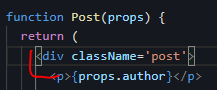 function Post(props) {
return (
<div className='post'>
<p>{props.author}</p>